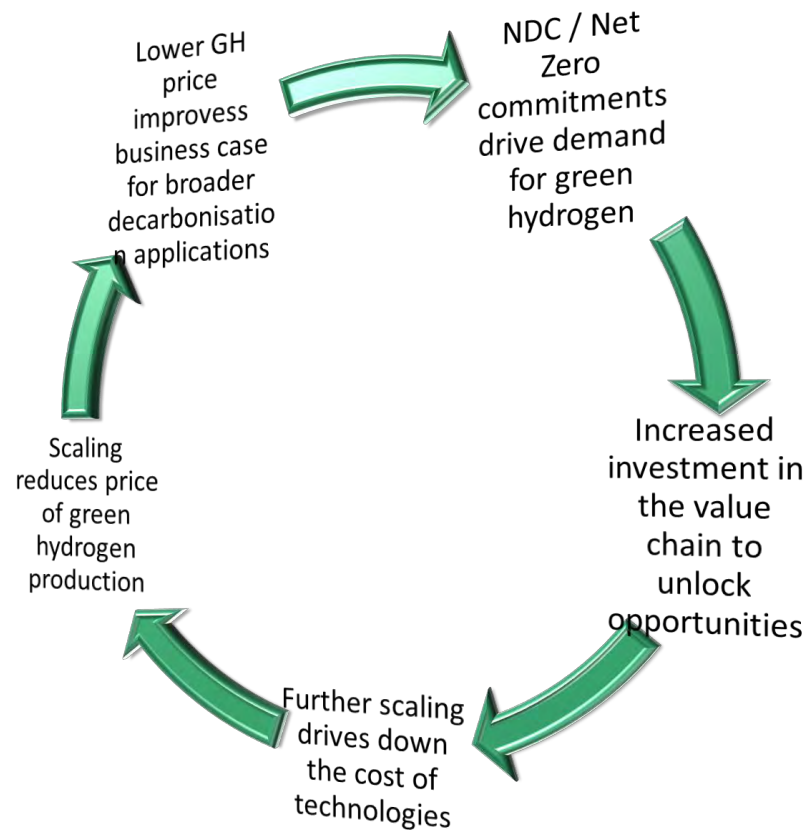 Lower GH
price
improvess
business case
for broader
decarbonisatio
n applications
NDC / Net
Zero
commitments
drive demand
for green
hydrogen
Increased
investment in
the value
chain to
unlock
opportunities
Further scaling
drives down
the cost of
technologies
Scaling
reduces price
of green
hydrogen
production